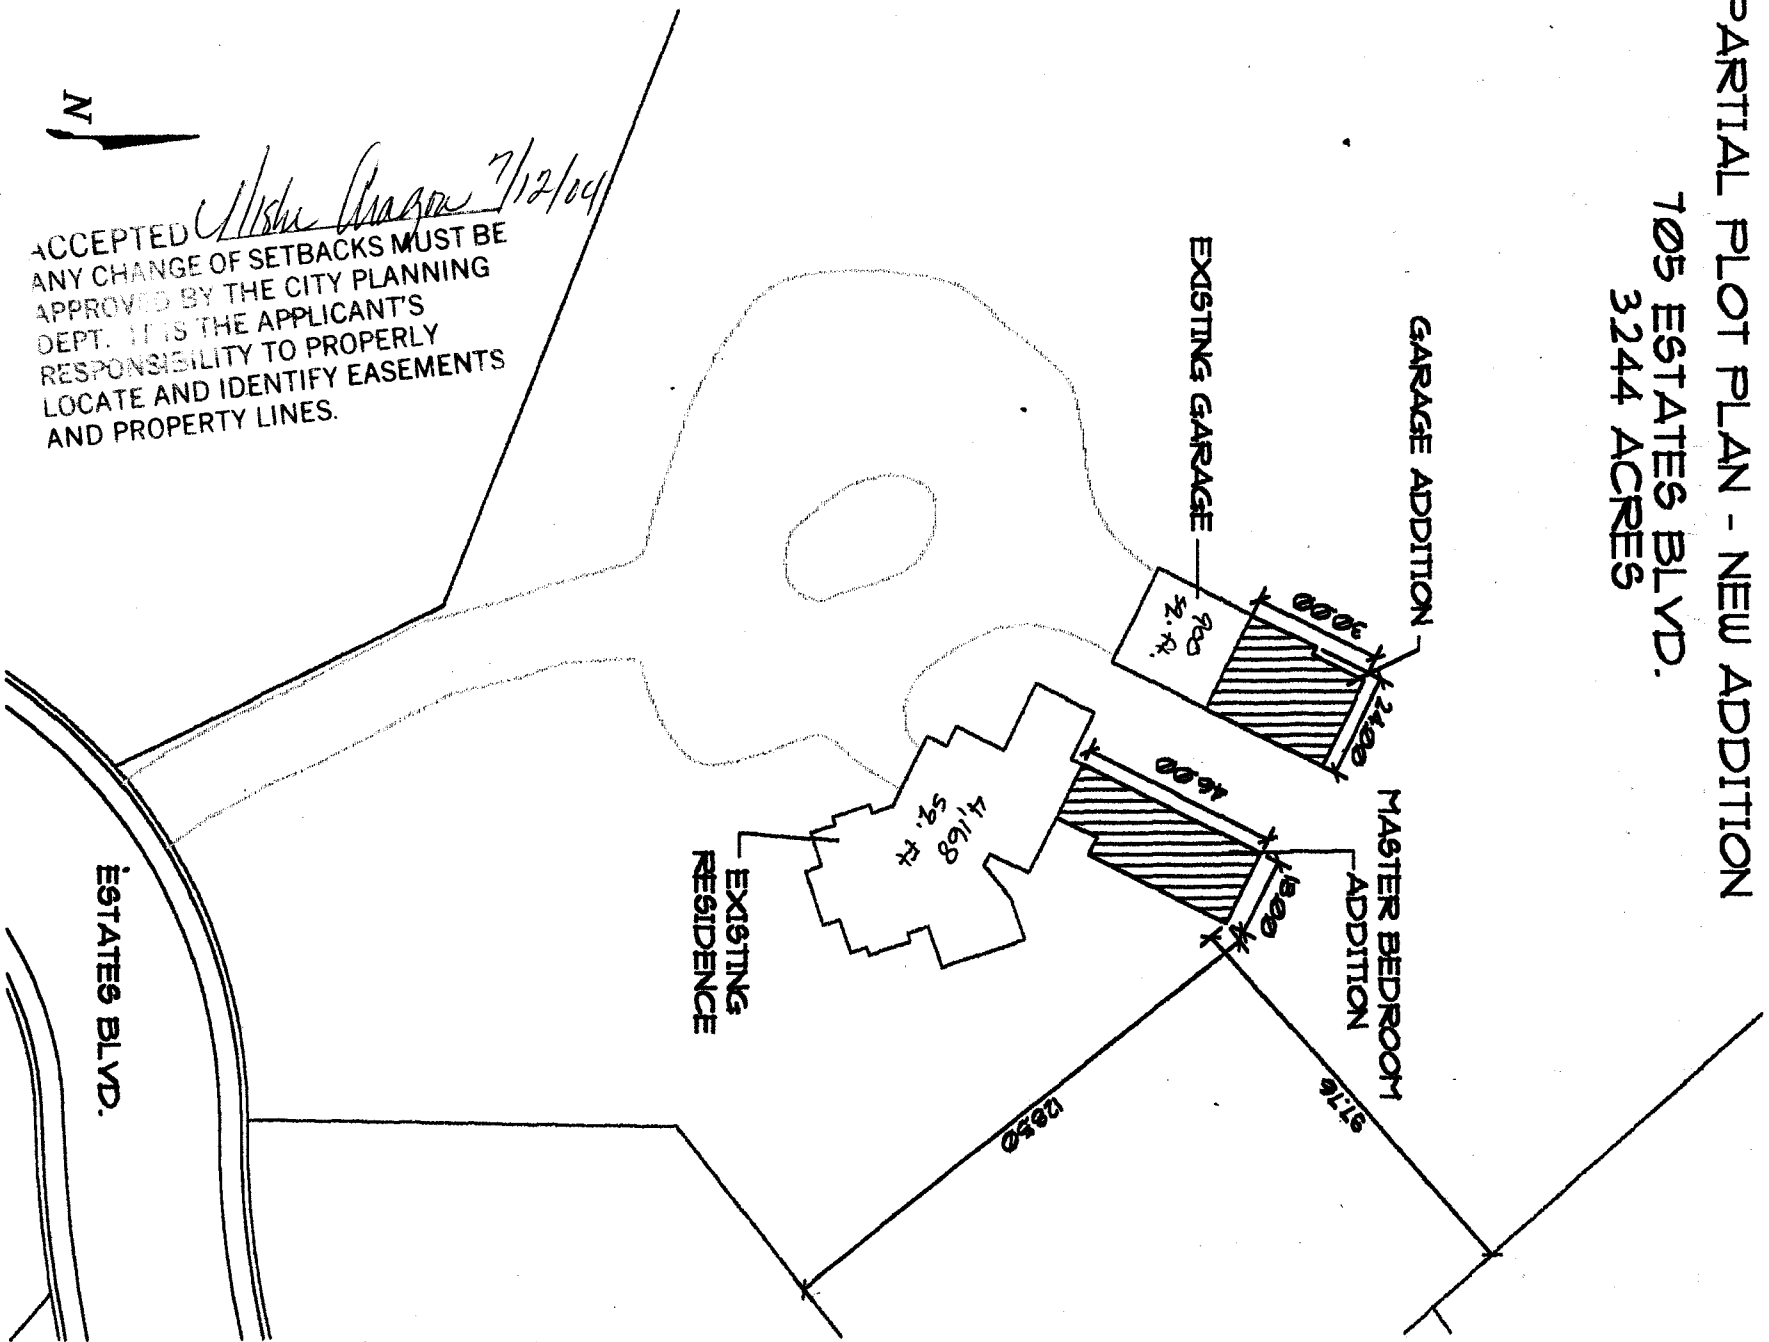 PARTIAL PLOT PLAN - NEW ADDITION
705 ESTATES BLVD.
3.244 ACRES
GARAGE ADDITION
EXISTING GARAGE
900
sq. ft.
30.00
24.00
MASTER BEDROOM
ADDITION
46.00
18.00
4,168
sq. ft
EXISTING
RESIDENCE
97.76
128.50
ESTATES BLVD.
N
ACCEPTED 7/12/04
ANY CHANGE OF SETBACKS MUST BE
APPROVED BY THE CITY PLANNING
DEPT. IT IS THE APPLICANT'S
RESPONSIBILITY TO PROPERLY
LOCATE AND IDENTIFY EASEMENTS
AND PROPERTY LINES.